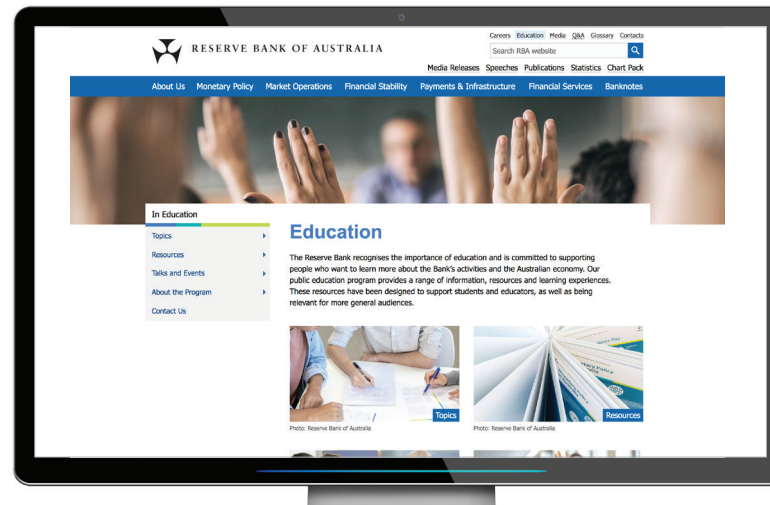 Careers Education Media Q&A Glossary Contacts
RESERVE BANK OF AUSTRALIA
Search RBA website
Media Releases Speeches Publications Statistics Chart Pack
About Us Monetary Policy Market Operations Financial Stability Payments & Infrastructure Financial Services Banknotes
In Education
Topics
Resources
Talks and Events
About the Program
Contact Us
Education
The Reserve Bank recognises the importance of education and is committed to supporting
people who want to learn more about the Bank's activities and the Australian economy. Our
public education program provides a range of information, resources and learning experiences.
These resources have been designed to support students and educators, as well as being
relevant for more general audiences.
Topics
Resources
Photo: Reserve Bank of Australia
Photo: Reserve Bank of Australia